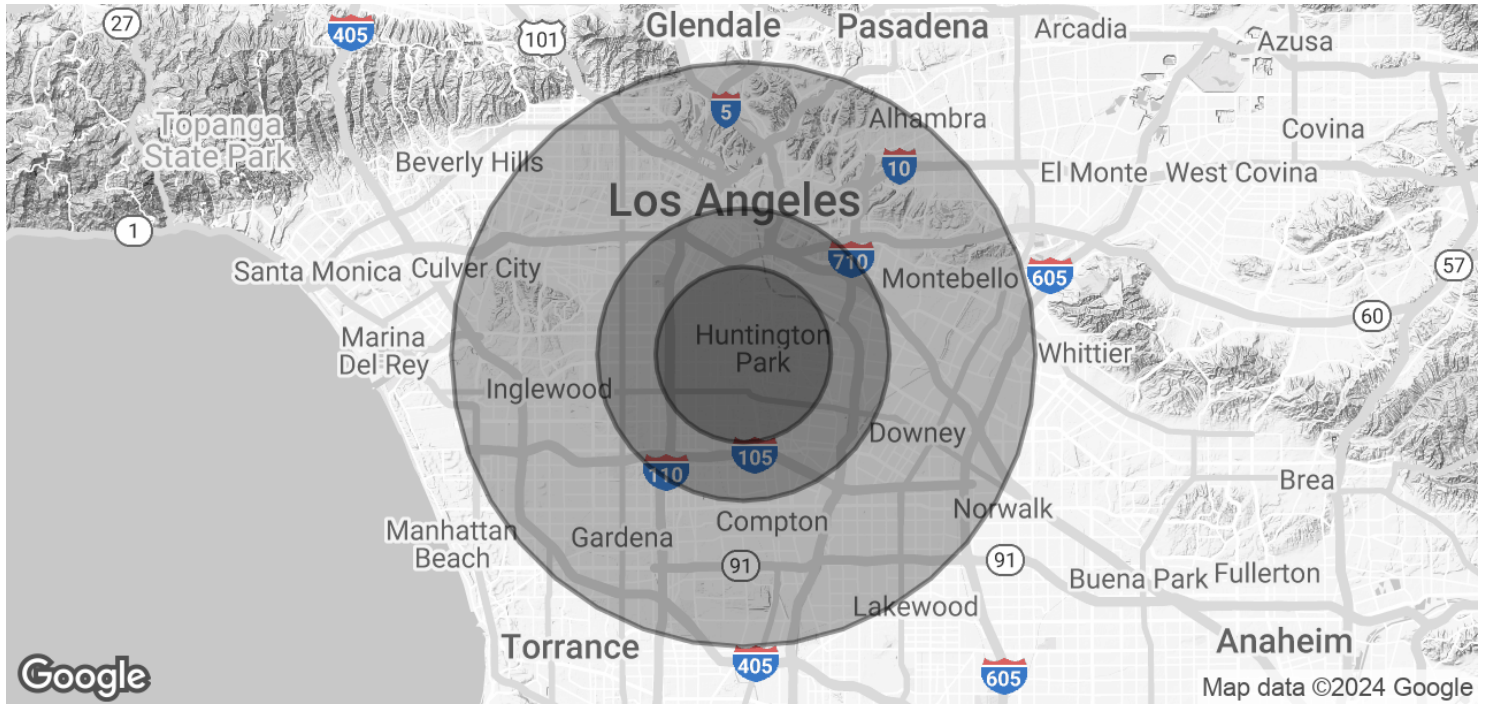 27
405
101
Glendale
Pasadena
Arcadia
Azusa
5
Alhambra
Covina
Topanga
State Park
Beverly Hills
10
El Monte
West Covina
Los Angeles
1
Santa Monica
Culver City
710
Montebello
605
57
60
Marina
Del Rey
Huntington
Park
Whittier
Inglewood
Downey
105
110
Brea
Norwalk
Manhattan
Beach
Gardena
Compton
91
91
Buena Park
Fullerton
Lakewood
Torrance
405
Anaheim
605
Google
Map data ©2024 Google